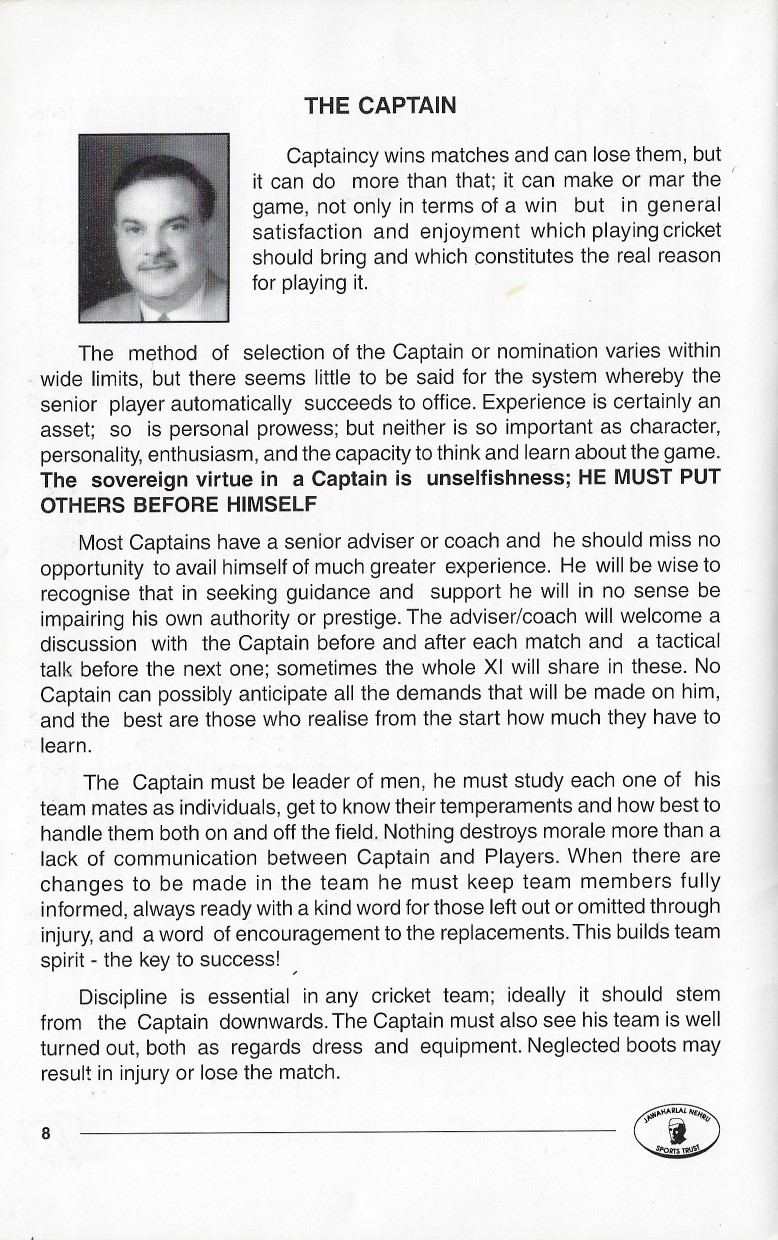 THE CAPTAIN
Captaincy wins matches and can lose them, but
it can do more than that; it can make or mar the
game, not only in terms of a win but in general
satisfaction and enjoyment which playing cricket
should bring and which constitutes the real reason
for playing it.
The method of selection of the Captain or nomination varies within
wide limits, but there seems little to be said for the system whereby the
senior player automatically succeeds to office. Experience is certainly an
asset; so is personal prowess; but neither is so important as character,
personality, enthusiasm, and the capacity to think and learn about the game.
The sovereign virtue in a Captain is unselfishness; HE MUST PUT
OTHERS BEFORE HIMSELF
Most Captains have a senior adviser or coach and he should miss no
opportunity to avail himself of much greater experience. He will be wise to
recognise that in seeking guidance and support he will in no sense be
impairing his own authority or prestige. The adviser/coach will welcome a
discussion with the Captain before and after each match and a tactical
talk before the next one; sometimes the whole XI will share in these. No
Captain can possibly anticipate all the demands that will be made on him,
and the best are those who realise from the start how much they have to
learn.
The Captain must be leader of men, he must study each one of his
team mates as individuals, get to know their temperaments and how best to
handle them both on and off the field. Nothing destroys morale more than a
lack of communication between Captain and Players. When there are
changes to be made in the team he must keep team members fully
informed, always ready with a kind word for those left out or omitted through
injury, and a word of encouragement to the replacements. This builds team
spirit - the key to success!
Discipline is essential in any cricket team; ideally it should stem
from the Captain downwards. The Captain must also see his team is well
turned out, both as regards dress and equipment. Neglected boots may
result in injury or lose the match.
8
JAWAHARLAL NEHRU
SPORTS TRUST